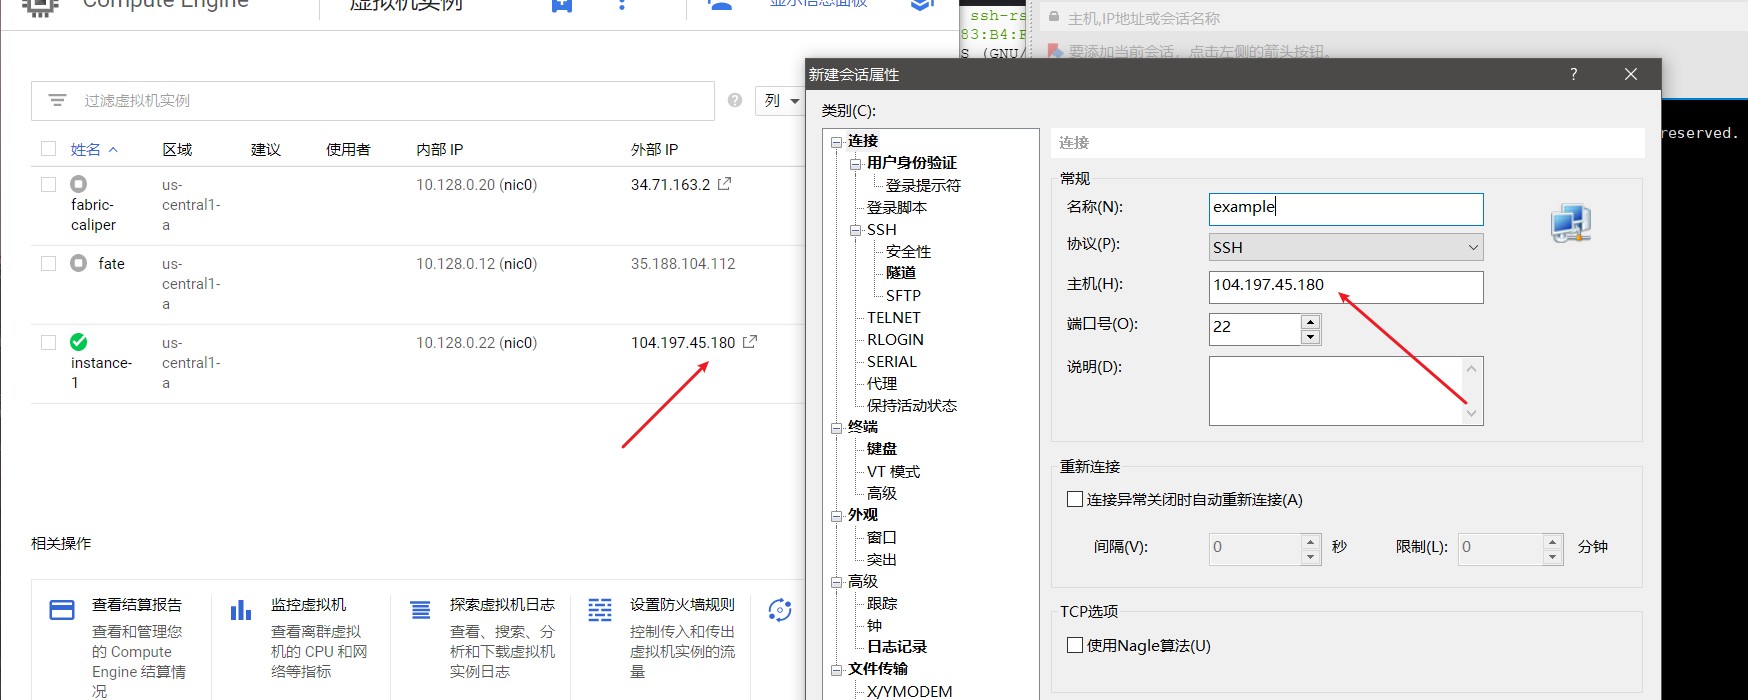 Compute Engine
虚拟机实例
显示信息面板
过滤虚拟机实例
列
姓名
区域
建议
使用者
内部 IP
外部 IP
fabric-
caliper
us-
central1-
a
10.128.0.20 (nic0)
34.71.163.2
fate
us-
central1-
a
10.128.0.12 (nic0)
35.188.104.112
instance-
1
us-
central1-
a
10.128.0.22 (nic0)
104.197.45.180
相关操作
查看结算报告
查看和管理您
的 Compute
Engine 结算情
况
监控虚拟机
查看离群虚拟
机的 CPU 和网
络等指标
探索虚拟机日志
查看、搜索、分
析和下载虚拟机
实例日志
设置防火墙规则
控制传入和传出
虚拟机实例的流
量
ssh-rs
83:B4:F
S (GNU/
主机,IP地址或会话名称
要添加当前会话，点击左侧的箭头按钮。
reserved.
新建会话属性
?
类别(C):
连接
用户身份验证
登录提示符
登录脚本
SSH
安全性
隧道
SFTP
TELNET
RLOGIN
SERIAL
代理
保持活动状态
终端
键盘
VT 模式
高级
外观
窗口
突出
高级
跟踪
钟
日志记录
文件传输
X/YMODEM
连接
常规
名称(N):
example
协议(P):
SSH
主机(H):
104.197.45.180
端口号(O):
22
说明(D):
重新连接
连接异常关闭时自动重新连接(A)
间隔(V):
0
秒
限制(L):
0
分钟
TCP选项
使用Nagle算法(U)